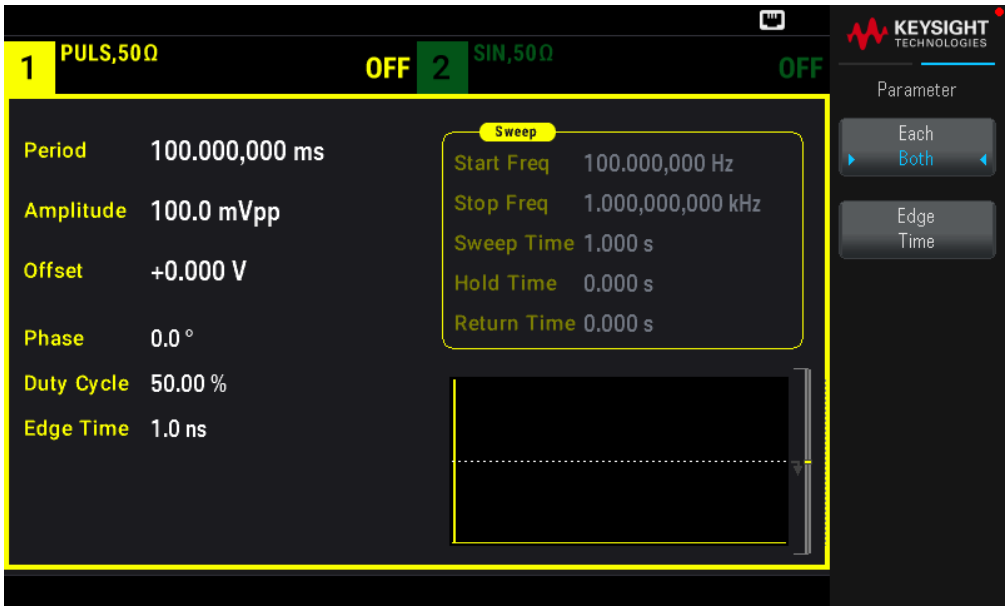 KEYSIGHT
TECHNOLOGIES
1 PULS,50Ω OFF 2 SIN,50Ω OFF
Parameter
Each
Both
Edge
Time
Period 100.000,000 ms
Amplitude 100.0 mVpp
Offset +0.000 V
Phase 0.0 °
Duty Cycle 50.00 %
Edge Time 1.0 ns
Sweep
Start Freq 100.000,000 Hz
Stop Freq 1.000,000,000 kHz
Sweep Time 1.000 s
Hold Time 0.000 s
Return Time 0.000 s